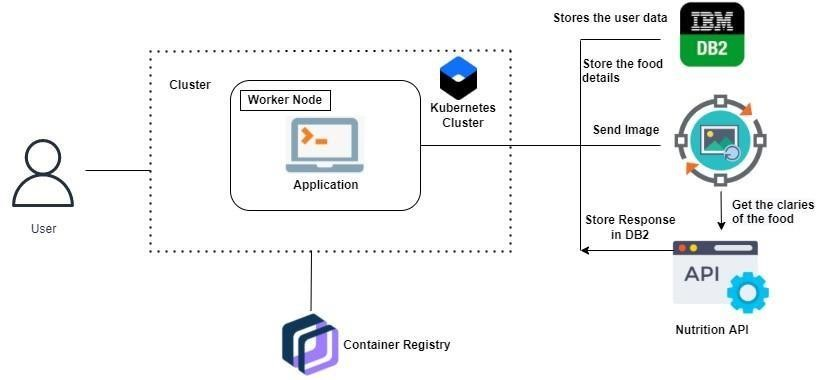 Stores the user data
IBM
DB2
Store the food
details
Cluster
Worker Node
Kubernetes
Cluster
>_
Application
Send Image
User
Get the claries
of the food
Store Response
in DB2
API
Nutrition API
Container Registry